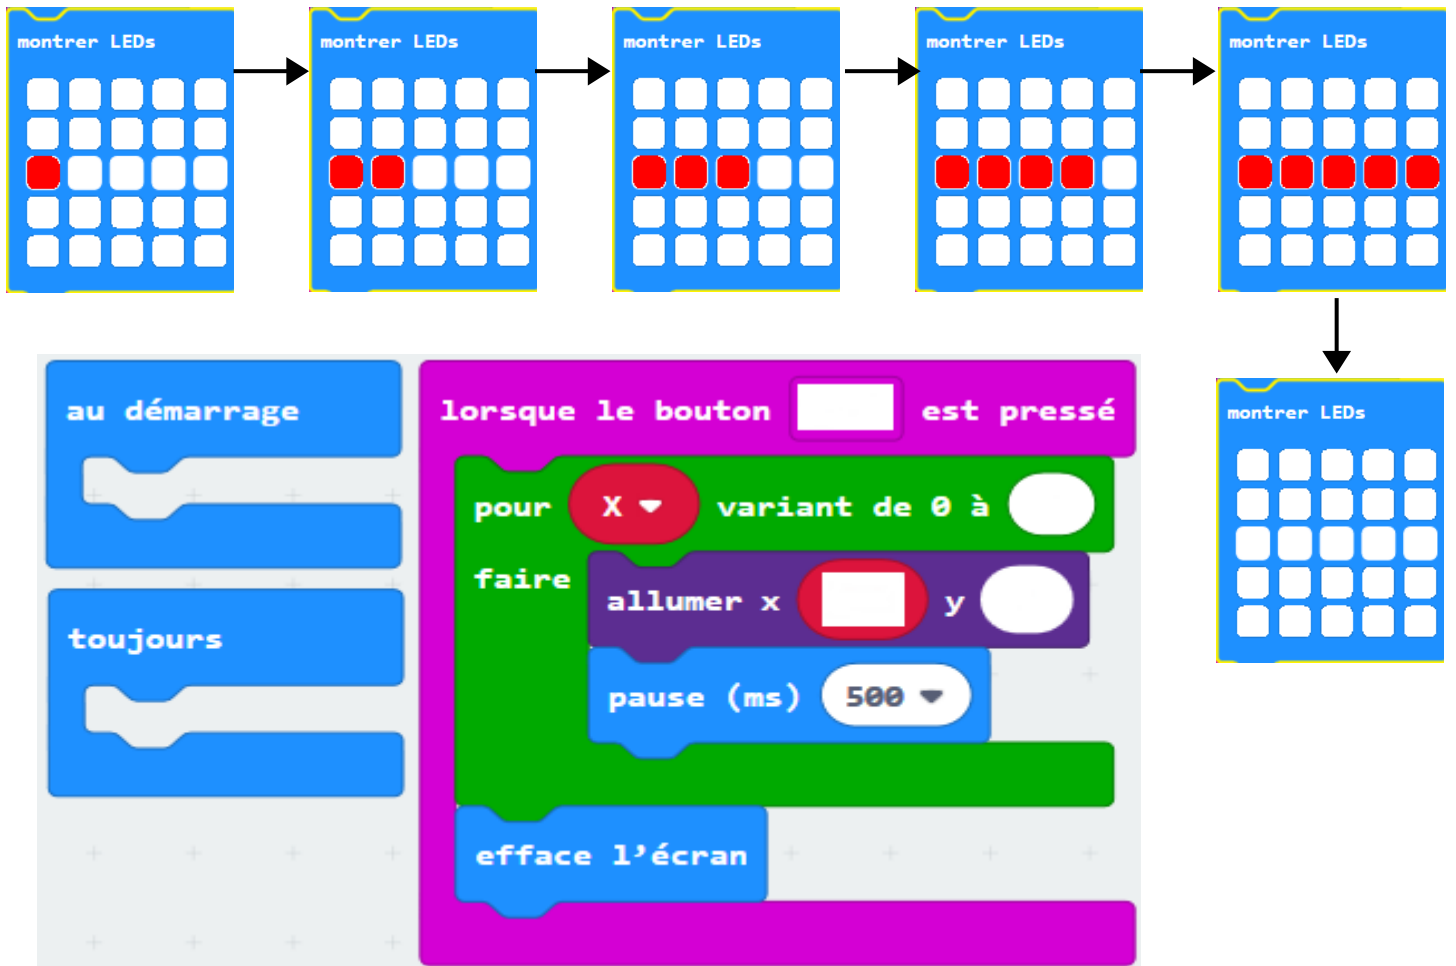 montrer LEDs
montrer LEDs
montrer LEDs
montrer LEDs
montrer LEDs
montrer LEDs
au démarrage
toujours
lorsque le bouton est pressé
pour X variant de 0 à
faire
allumer x y
pause (ms) 500
efface l’écran